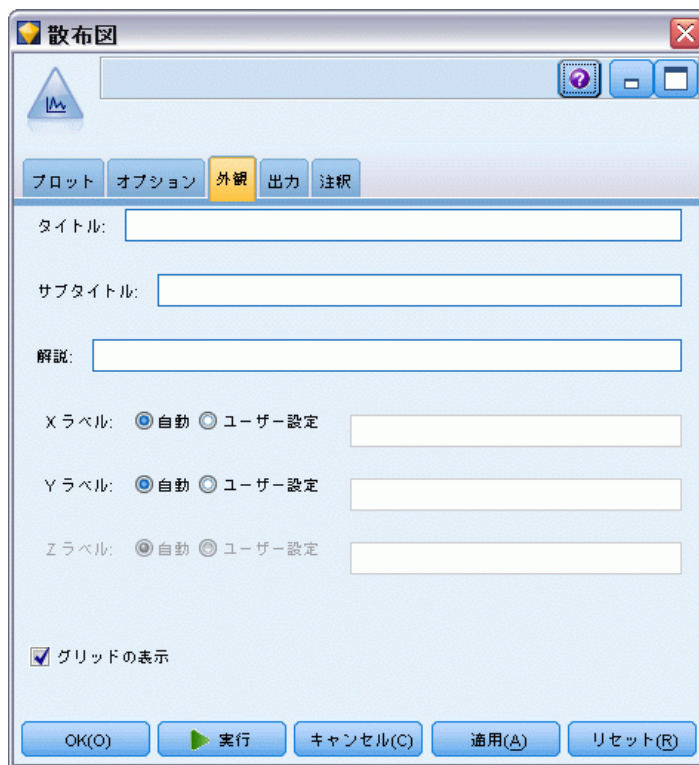 散布図
プロット オプション 外観 出力 注釈
タイトル:
サブタイトル:
解説:
Xラベル: 自動 ユーザー設定
Yラベル: 自動 ユーザー設定
Zラベル: 自動 ユーザー設定
グリッドの表示
OK(O) 実行 キャンセル(C) 適用(A) リセット(R)